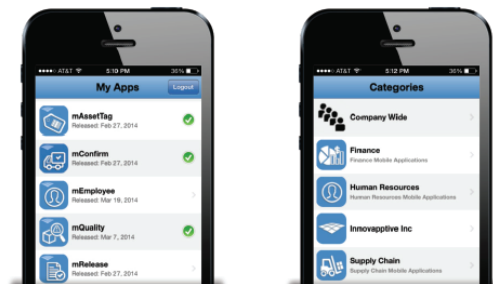 AT&T 5:10 PM 36%
My Apps
Logout
mAssetTag
Released: Feb 27, 2014
mConfirm
Released: Feb 27, 2014
mEmployee
Released: Mar 19, 2014
mQuality
Released: Mar 7, 2014
mRelease
Released: Feb 27, 2014
AT&T 5:12 PM 36%
Categories
Company Wide
Finance
Finance Mobile Applications
Human Resources
Human Resources Mobile Applications
Innovapptive Inc
Supply Chain
Supply Chain Mobile Applications